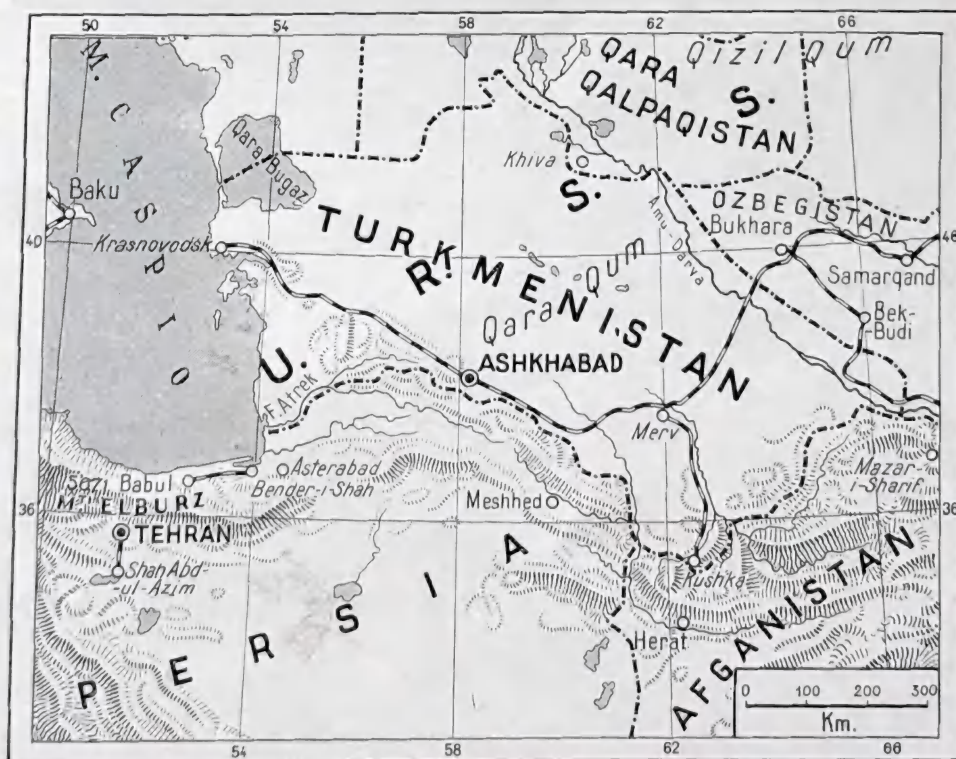 50 54 58 62 66
M. CASPIO
QARA
QALPAQISTAN
Qizil Qum
U. R. S. S.
Qara Bugaz
Khiva
Baku
OZBEGISTAN
40
Krasnovodsk
TURKMENISTAN
Amu-Darya
Bukhara
Samarqand
Qara Qum
Bek-
-Budi
ASHKHABAD
F. Atrek
Merv
Asterabad
Bender-i-Shah
Sari Babul
Mazar-
i-Sharif
Meshhed
36
36
ELBURZ
TEHRAN
Kushka
Shah Abd-
-ul-Azim
Herat
PERSIA
AFGANISTAN
0 100 200 300
Km.
54 58 62 66